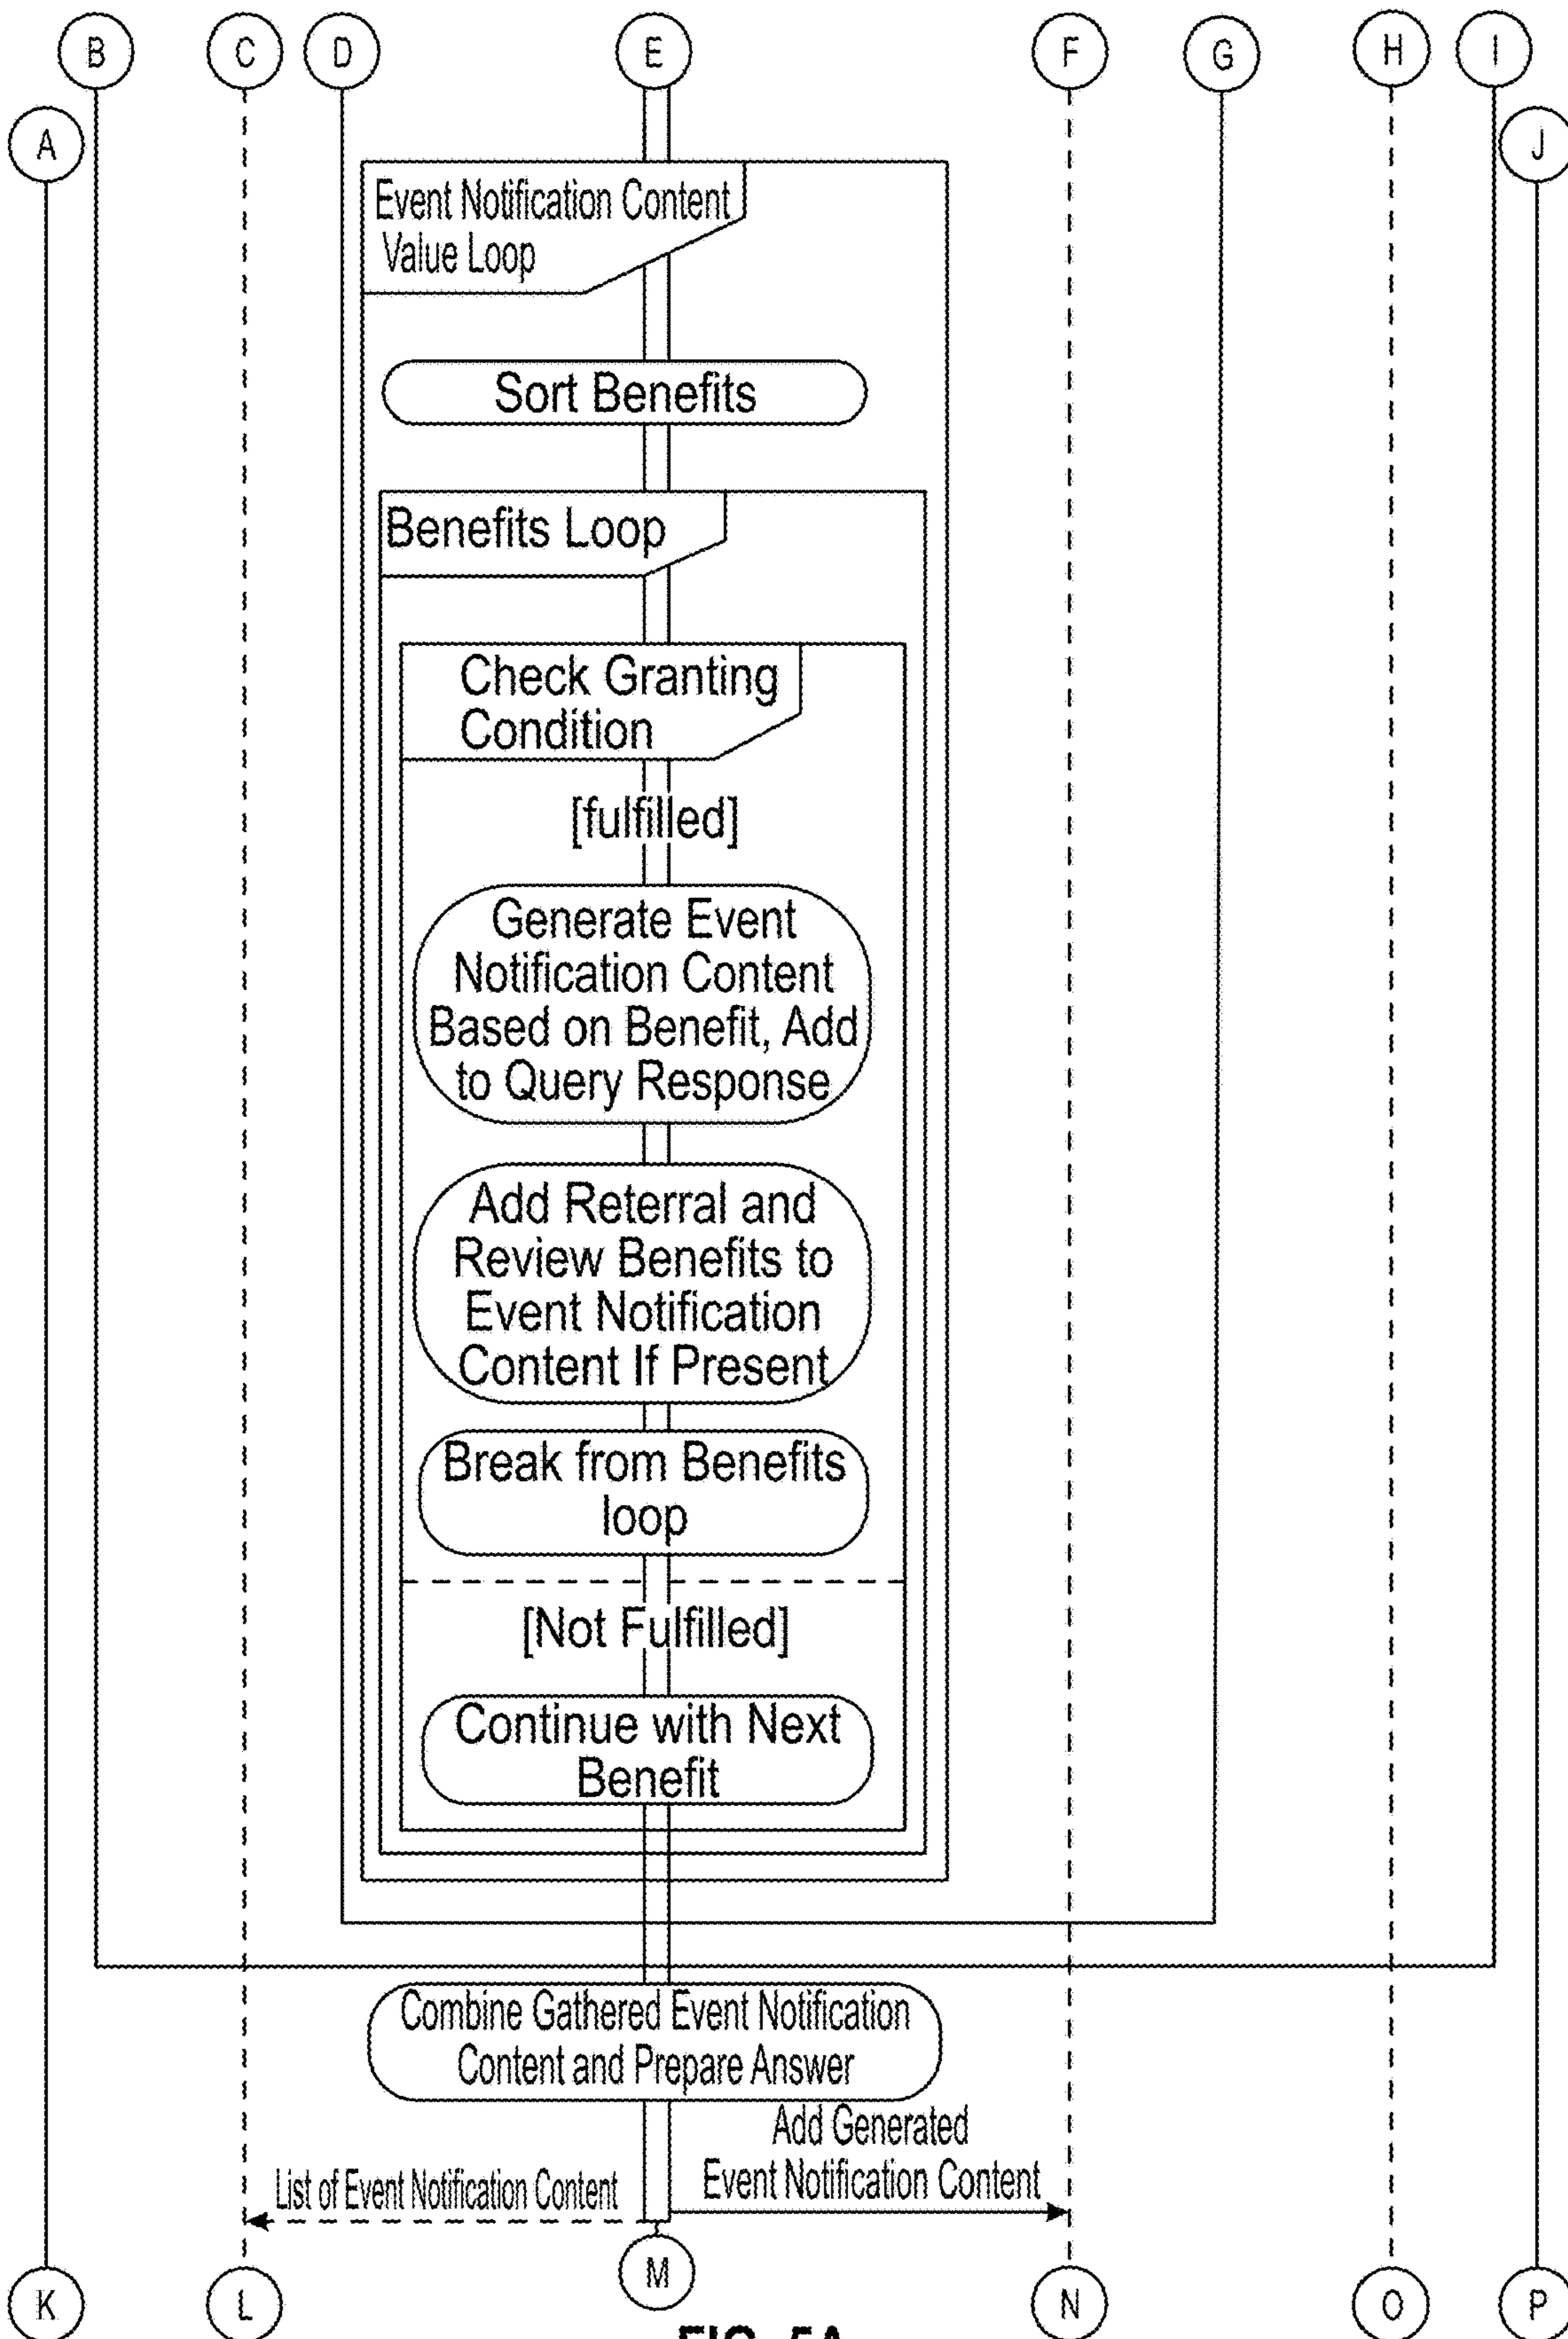 B C D E F G H I
A J
Event Notification Content
Value Loop
Sort Benefits
Benefits Loop
Check Granting
Condition
[fulfilled]
Generate Event
Notification Content
Based on Benefit, Add
to Query Response
Add Reterral and
Review Benefits to
Event Notification
Content If Present
Break from Benefits
loop
[Not Fulfilled]
Continue with Next
Benefit
Combine Gathered Event Notification
Content and Prepare Answer
Add Generated
Event Notification Content
List of Event Notification Content
M
K L N O P
FIG. 5A